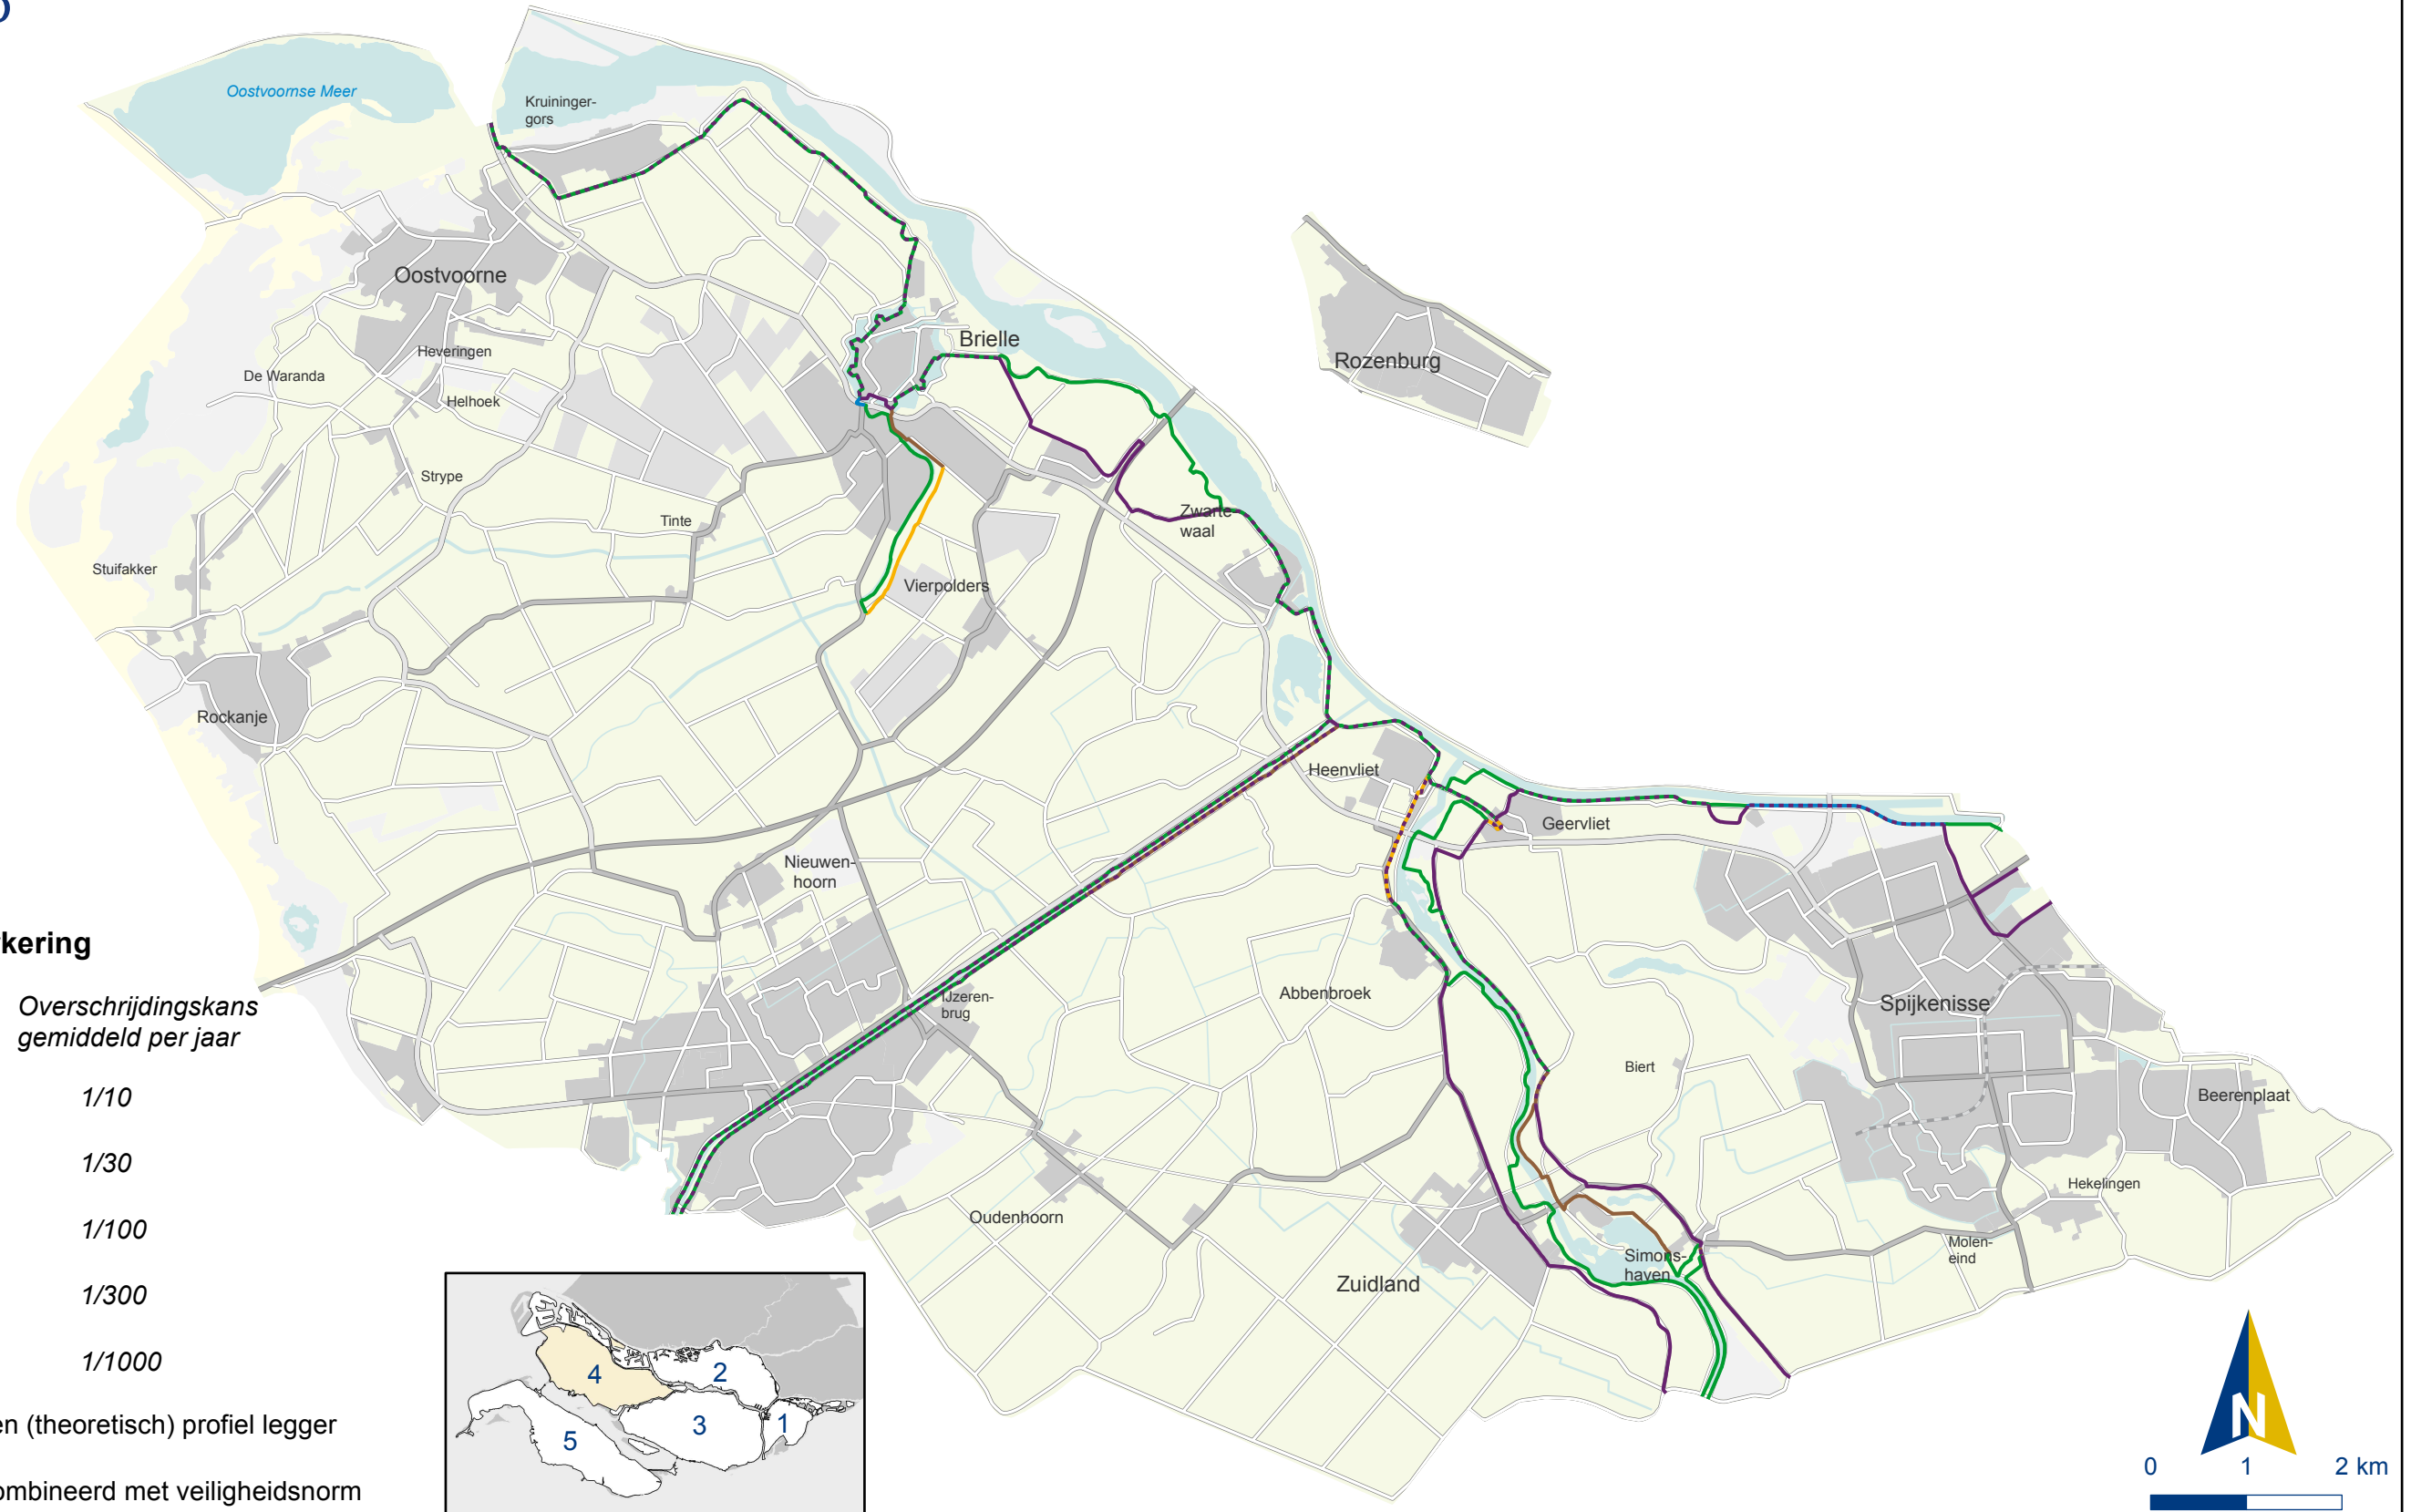 Oostvoornse Meer
Kruininger-
gors
Oostvoorne
Brielle
Rozenburg
Heveringen
De Waranda
Helhoek
Strype
Tinte
Zwarte-
waal
Stuifakker
Vierpolders
Rockanje
Heenvliet
Geervliet
Nieuwen-
hoorn
IJzeren-
brug
Abbenbroek
Spijkenisse
Biert
Beerenplaat
Hekelingen
Oudenhoorn
Molen-
eind
Simons-
haven
Zuidland
kering
Overschrijdingskans
gemiddeld per jaar
1/10
1/30
1/100
1/300
1/1000
en (theoretisch) profiel legger
ombineerd met veiligheidsnorm
4
2
3
1
5
N
0 1 2 km